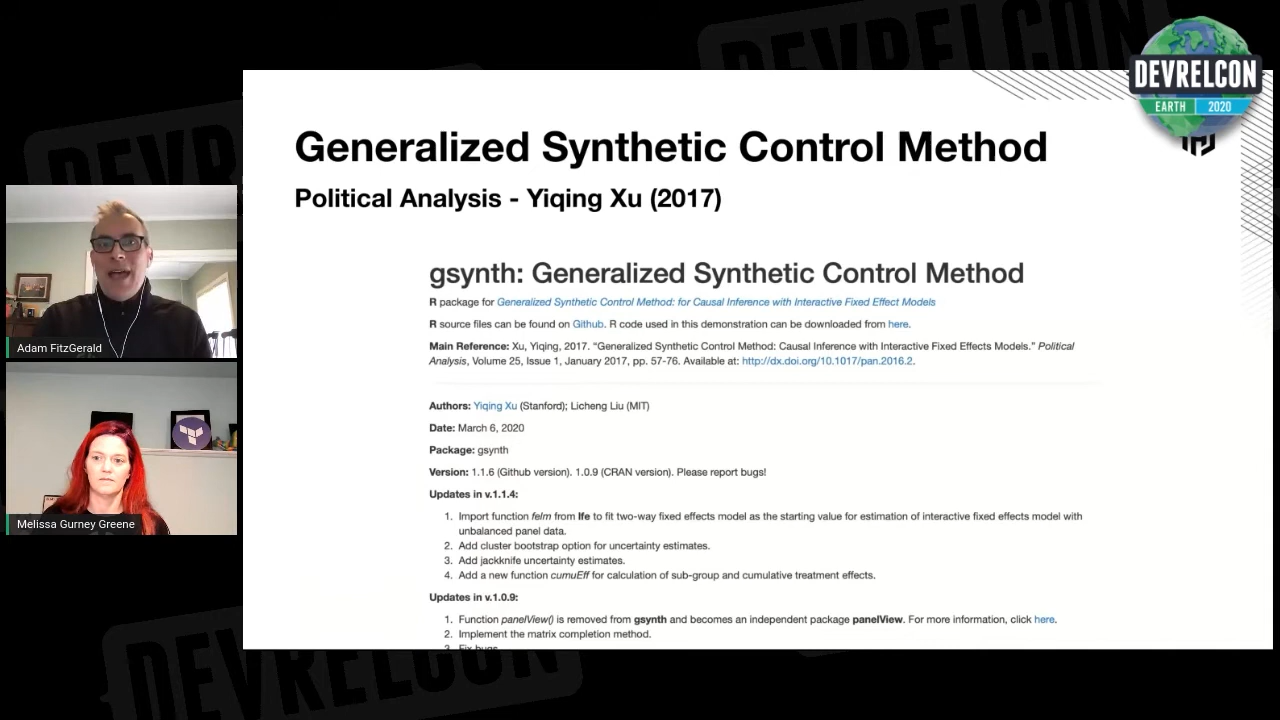 DEVRELCON
EARTH 2020
Generalized Synthetic Control Method
Political Analysis - Yiqing Xu (2017)
gsynth: Generalized Synthetic Control Method
R package for Generalized Synthetic Control Method: for Causal Inference with Interactive Fixed Effect Models
R source files can be found on Github. R code used in this demonstration can be downloaded from here.
Main Reference: Xu, Yiqing, 2017. “Generalized Synthetic Control Method: Causal Inference with Interactive Fixed Effects Models.” Political
Analysis, Volume 25, Issue 1, January 2017, pp. 57-76. Available at: http://dx.doi.org/10.1017/pan.2016.2.
Authors: Yiqing Xu (Stanford); Licheng Liu (MIT)
Date: March 6, 2020
Package: gsynth
Version: 1.1.6 (Github version). 1.0.9 (CRAN version). Please report bugs!
Updates in v.1.1.4:
1. Import function felm from lfe to fit two-way fixed effects model as the starting value for estimation of interactive fixed effects model with
unbalanced panel data.
2. Add cluster bootstrap option for uncertainty estimates.
3. Add jackknife uncertainty estimates.
4. Add a new function cumuEff for calculation of sub-group and cumulative treatment effects.
Updates in v.1.0.9:
1. Function panelView() is removed from gsynth and becomes an independent package panelView. For more information, click here.
2. Implement the matrix completion method.
3. Fix bugs.
Adam FitzGerald
Melissa Gurney Greene
DEVRELCON
DEVRELCON
DEVRELCON